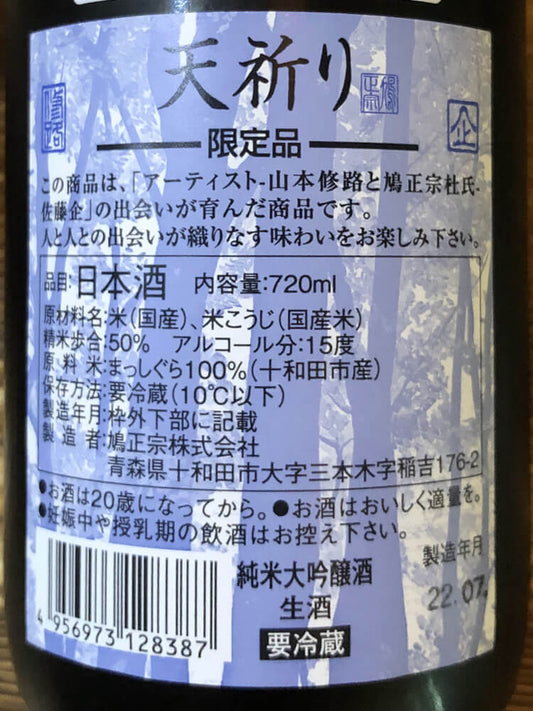 天祈り
修路
鳩正宗
企
限定品
この商品は、「アーティスト-山本修路と鳩正宗杜氏-
佐藤企」の出会いが育んだ商品です。
人と人との出会いが織りなす味わいをお楽しみ下さい。
品目:日本酒 内容量:720ml
原材料名:米(国産)、米こうじ(国産米)
精米歩合:50% アルコール分:15度
原料米:まっしぐら100%(十和田市産)
保存方法:要冷蔵(10℃以下)
製造年月:枠外下部に記載
製造者:鳩正宗株式会社
青森県十和田市大字三本木字稲吉176-2
●お酒は20歳になってから。●お酒はおいしく適量を。
●妊娠中や授乳期の飲酒はお控え下さい。
製造年月
22.07.
純米大吟醸酒
生酒
要冷蔵
4 956973 128387